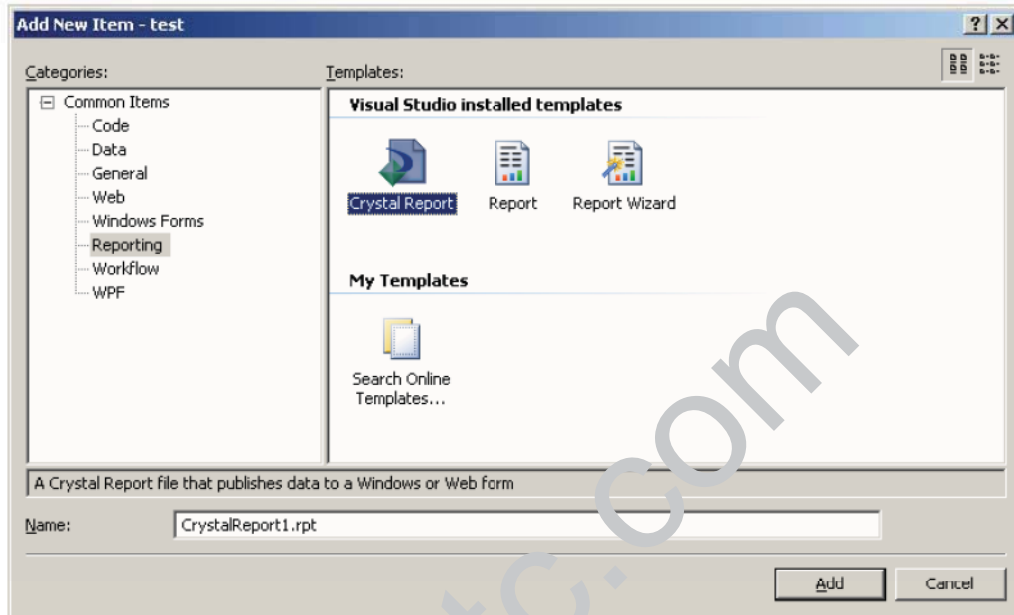 Add New Item - test
Categories:
Templates:
Common Items
Code
Data
General
Web
Windows Forms
Reporting
Workflow
WPF
Visual Studio installed templates
Crystal Report
Report
Report Wizard
My Templates
Search Online
Templates...
A Crystal Report file that publishes data to a Windows or Web form
Name:
CrystalReport1.rpt
Add
Cancel
tc.com